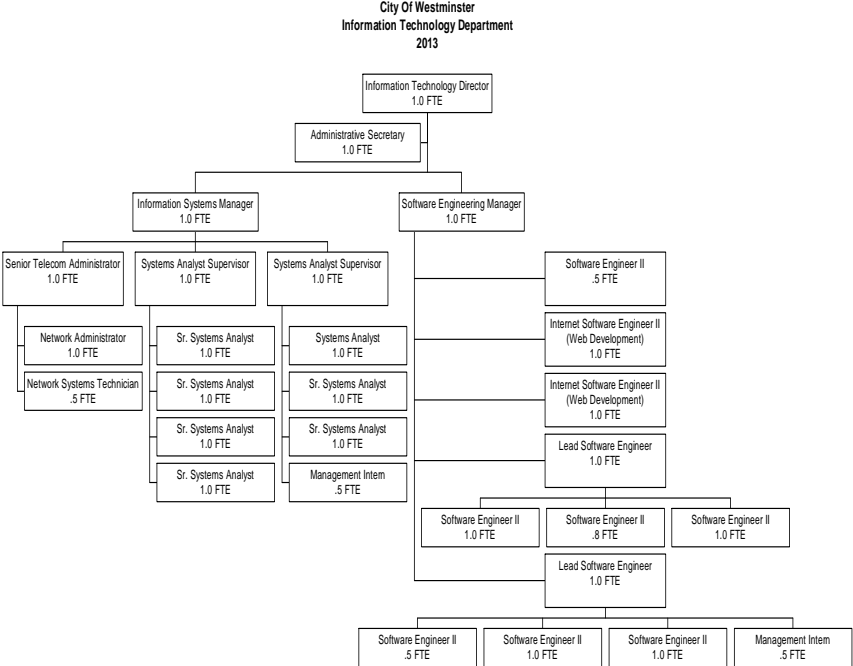 City Of Westminster
Information Technology Department
2013
Information Technology Director
1.0 FTE
Administrative Secretary
1.0 FTE
Information Systems Manager
1.0 FTE
Software Engineering Manager
1.0 FTE
Senior Telecom Administrator
1.0 FTE
Systems Analyst Supervisor
1.0 FTE
Systems Analyst Supervisor
1.0 FTE
Network Administrator
1.0 FTE
Network Systems Technician
.5 FTE
Sr. Systems Analyst
1.0 FTE
Sr. Systems Analyst
1.0 FTE
Sr. Systems Analyst
1.0 FTE
Sr. Systems Analyst
1.0 FTE
Systems Analyst
1.0 FTE
Sr. Systems Analyst
1.0 FTE
Sr. Systems Analyst
1.0 FTE
Management Intern
.5 FTE
Software Engineer II
.5 FTE
Internet Software Engineer II
(Web Development)
1.0 FTE
Internet Software Engineer II
(Web Development)
1.0 FTE
Lead Software Engineer
1.0 FTE
Software Engineer II
1.0 FTE
Software Engineer II
.8 FTE
Software Engineer II
1.0 FTE
Lead Software Engineer
1.0 FTE
Software Engineer II
.5 FTE
Software Engineer II
1.0 FTE
Software Engineer II
1.0 FTE
Management Intern
.5 FTE